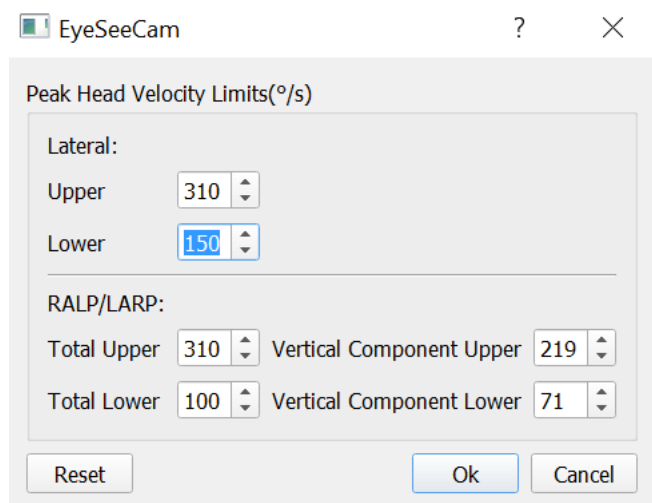 EyeSeeCam ?
Peak Head Velocity Limits(°/s)
Lateral:
Upper 310
Lower 150
RALP/LARP:
Total Upper 310 Vertical Component Upper 219
Total Lower 100 Vertical Component Lower 71
Reset Ok Cancel